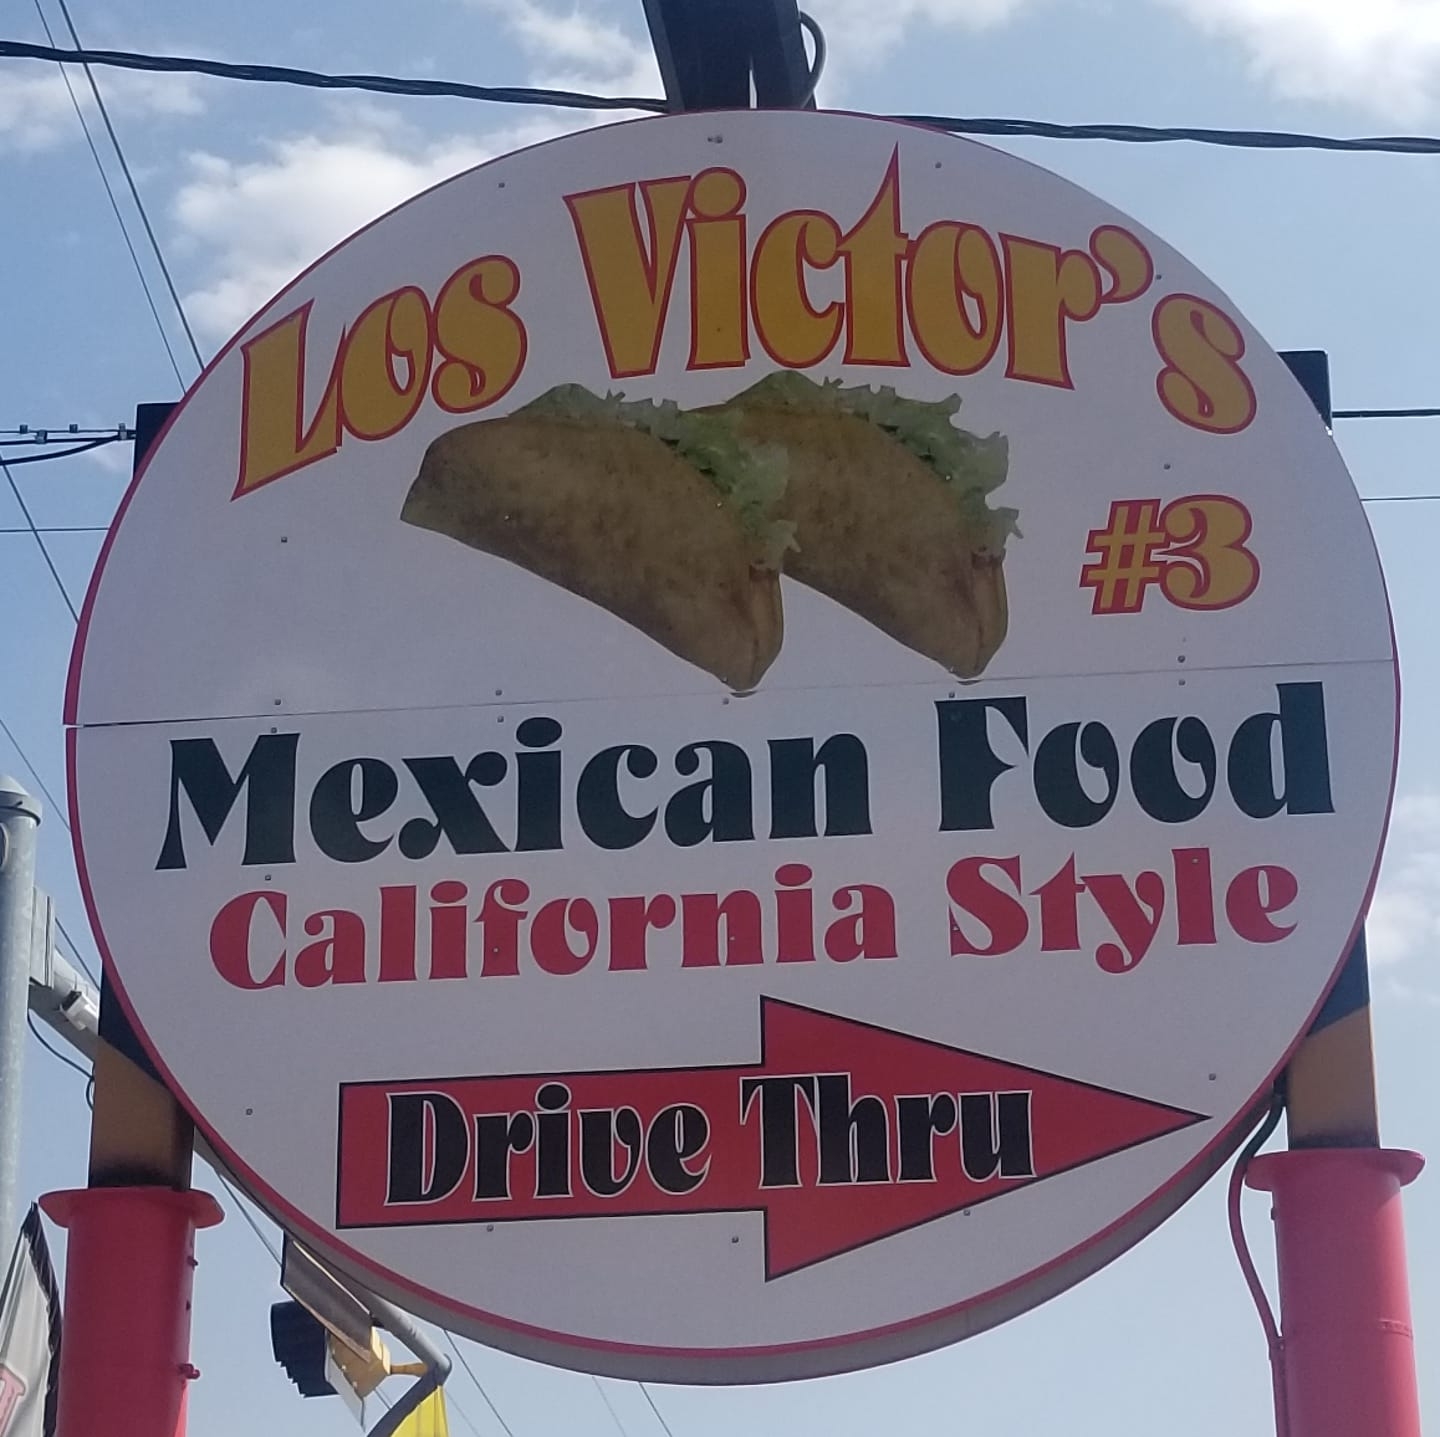 Los Victor's
#3
Mexican Food
California Style
Drive Thru